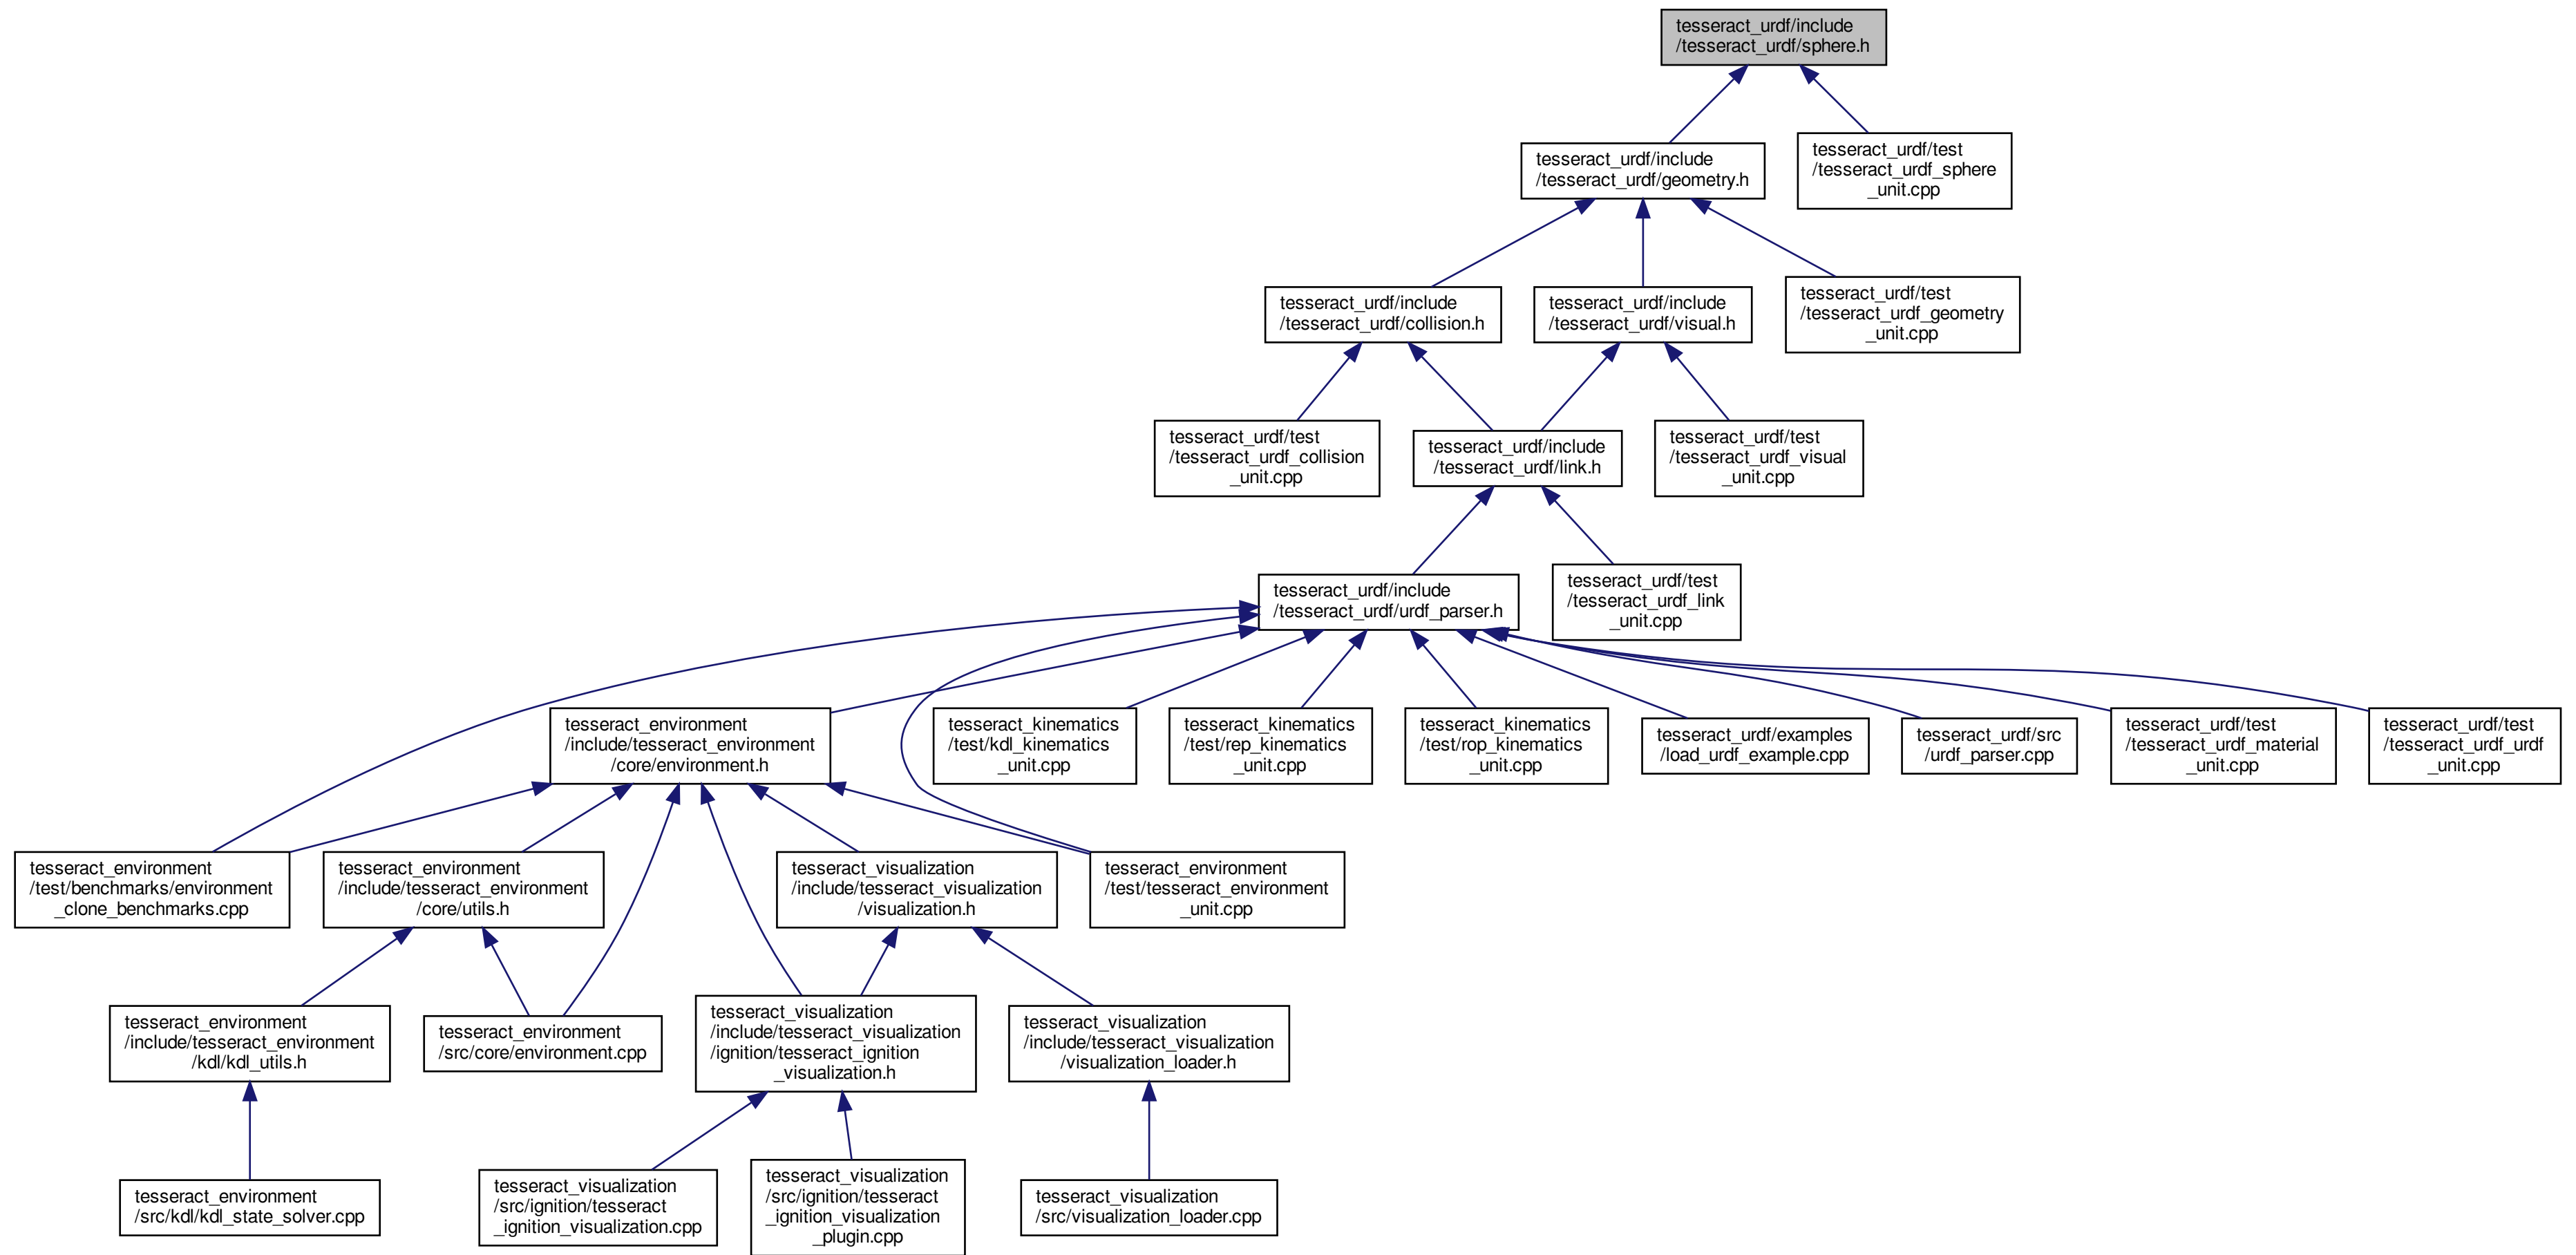 tesseract_urdf/include
/tesseract_urdf/sphere.h
tesseract_urdf/include
/tesseract_urdf/geometry.h
tesseract_urdf/test
/tesseract_urdf_sphere
_unit.cpp
tesseract_urdf/include
/tesseract_urdf/collision.h
tesseract_urdf/include
/tesseract_urdf/visual.h
tesseract_urdf/test
/tesseract_urdf_geometry
_unit.cpp
tesseract_urdf/test
/tesseract_urdf_collision
_unit.cpp
tesseract_urdf/include
/tesseract_urdf/link.h
tesseract_urdf/test
/tesseract_urdf_visual
_unit.cpp
tesseract_urdf/include
/tesseract_urdf/urdf_parser.h
tesseract_urdf/test
/tesseract_urdf_link
_unit.cpp
tesseract_environment
/include/tesseract_environment
/core/environment.h
tesseract_kinematics
/test/kdl_kinematics
_unit.cpp
tesseract_kinematics
/test/rep_kinematics
_unit.cpp
tesseract_kinematics
/test/rop_kinematics
_unit.cpp
tesseract_urdf/examples
/load_urdf_example.cpp
tesseract_urdf/src
/urdf_parser.cpp
tesseract_urdf/test
/tesseract_urdf_material
_unit.cpp
tesseract_urdf/test
/tesseract_urdf_urdf
_unit.cpp
tesseract_environment
/test/benchmarks/environment
_clone_benchmarks.cpp
tesseract_environment
/include/tesseract_environment
/core/utils.h
tesseract_visualization
/include/tesseract_visualization
/visualization.h
tesseract_environment
/test/tesseract_environment
_unit.cpp
tesseract_environment
/include/tesseract_environment
/kdl/kdl_utils.h
tesseract_environment
/src/core/environment.cpp
tesseract_visualization
/include/tesseract_visualization
/ignition/tesseract_ignition
_visualization.h
tesseract_visualization
/include/tesseract_visualization
/visualization_loader.h
tesseract_environment
/src/kdl/kdl_state_solver.cpp
tesseract_visualization
/src/ignition/tesseract
_ignition_visualization.cpp
tesseract_visualization
/src/ignition/tesseract
_ignition_visualization
_plugin.cpp
tesseract_visualization
/src/visualization_loader.cpp